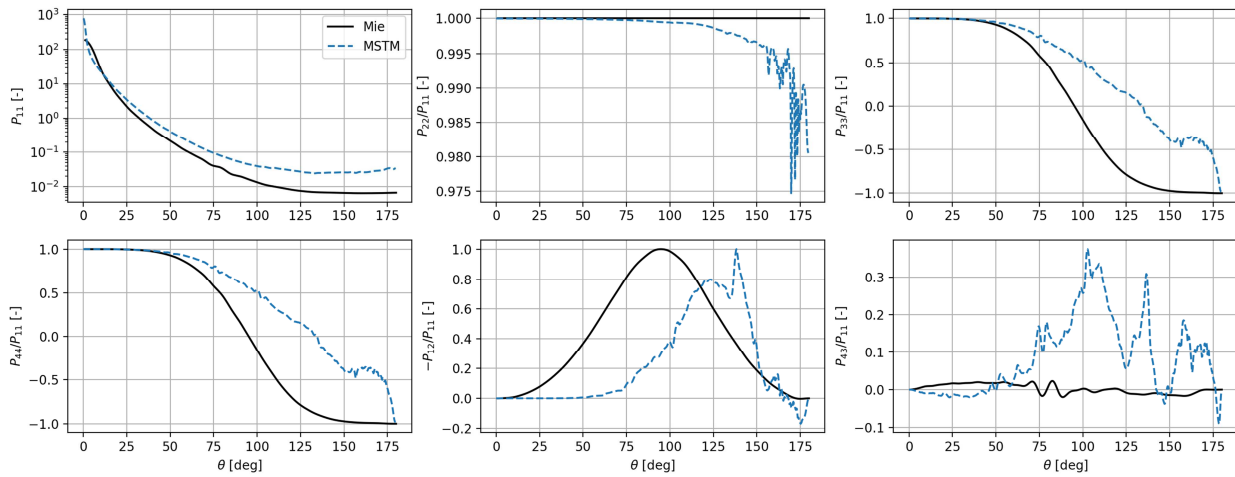 10³
10²
10¹
10⁰
10⁻¹
10⁻²
P₁₁ [-]
Mie
MSTM
0 25 50 75 100 125 150 175
1.000
0.995
0.990
0.985
0.980
0.975
P₂₂/P₁₁ [-]
0 25 50 75 100 125 150 175
1.0
0.5
0.0
−0.5
−1.0
P₃₃/P₁₁ [-]
0 25 50 75 100 125 150 175
1.0
0.5
0.0
−0.5
−1.0
P₄₄/P₁₁ [-]
0 25 50 75 100 125 150 175
θ [deg]
1.0
0.8
0.6
0.4
0.2
0.0
−0.2
−P₁₂/P₁₁ [-]
0 25 50 75 100 125 150 175
θ [deg]
0.3
0.2
0.1
0.0
−0.1
P₄₃/P₁₁ [-]
0 25 50 75 100 125 150 175
θ [deg]